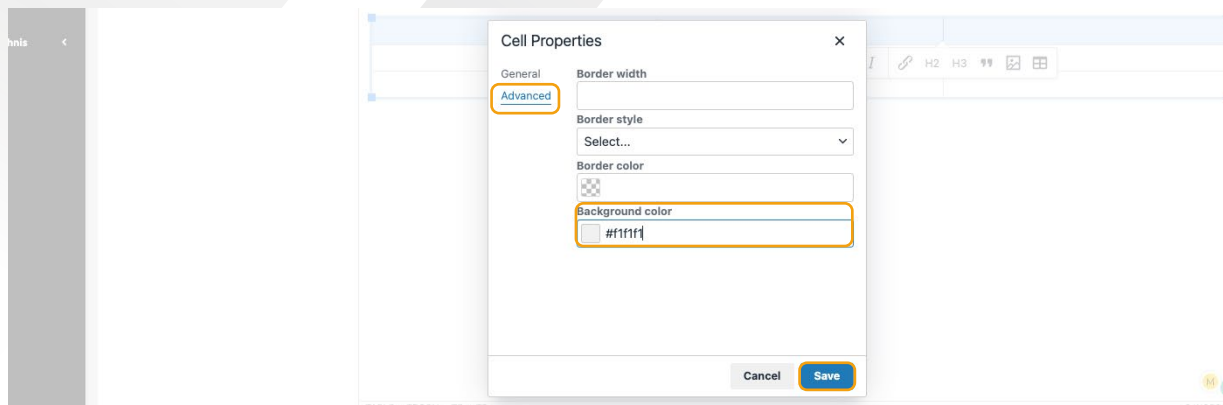 Cell Properties
hnis
General
Border width
I
H2 H3
Advanced
Border style
Select...
Border color
Background color
#f1f1f1
Cancel
Save
M